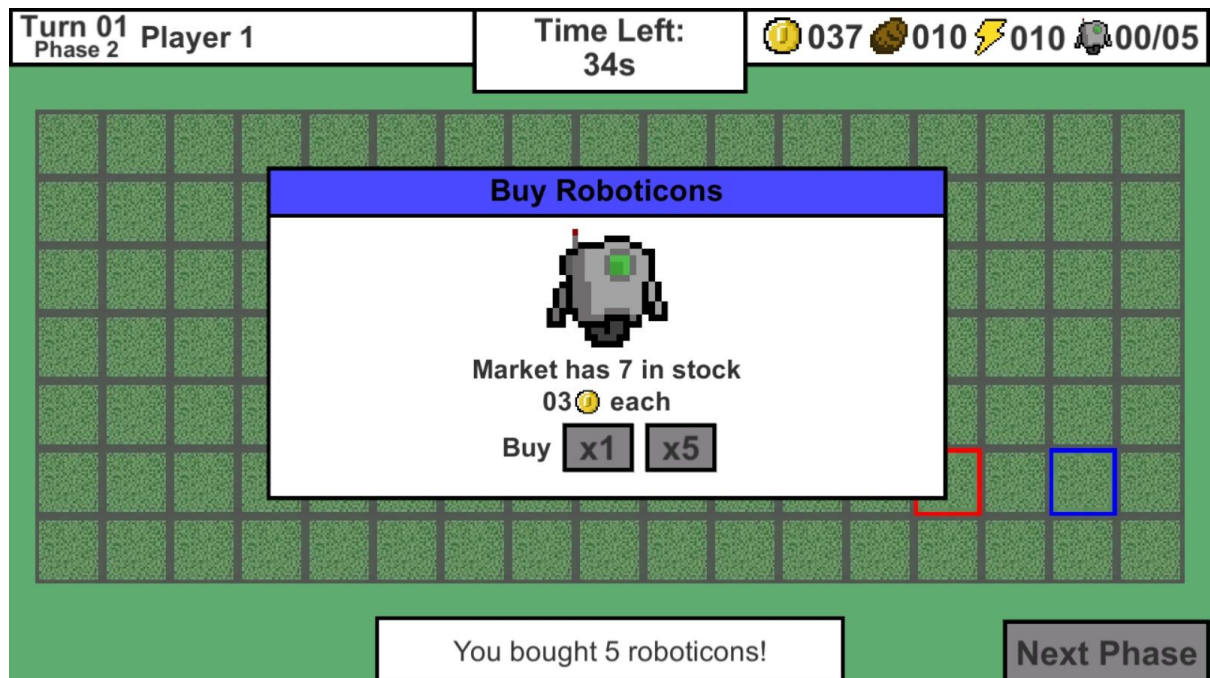 Turn 01
Phase 2
Player 1
Time Left:
34s
037 010 010 00/05
Buy Roboticons
Market has 7 in stock
03 each
Buy x1 x5
You bought 5 roboticons!
Next Phase